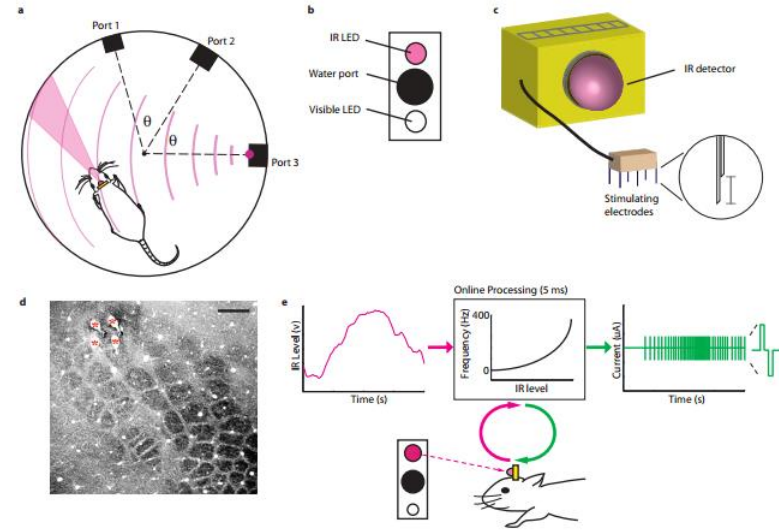 a
Port 1
Port 2
θ
θ
Port 3
b
IR LED
Water port
Visible LED
c
IR detector
Stimulating
electrodes
d
e
Online Processing (5 ms)
IR Level (v)
Time (s)
Frequency (Hz)
400
0
IR level
Current (uA)
Time (s)